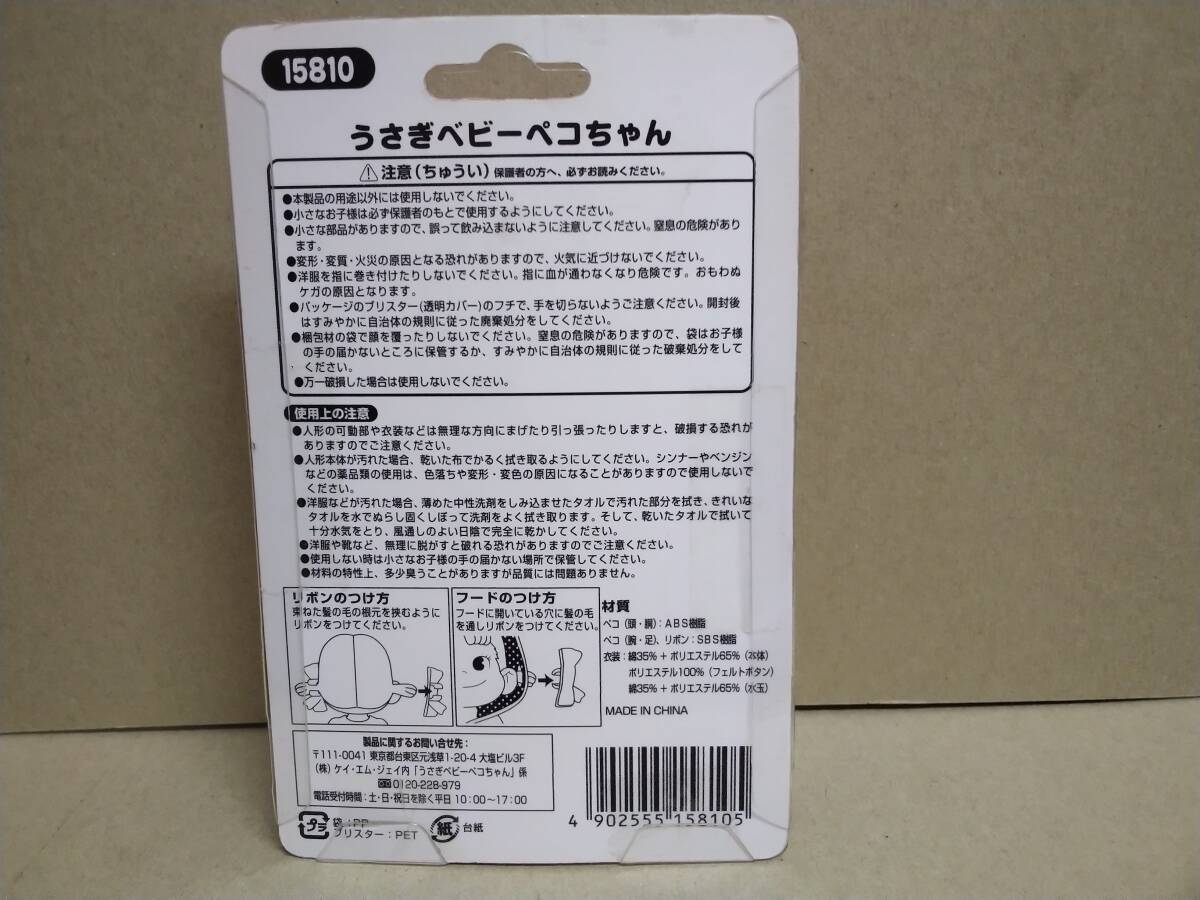 15810
うさぎベビーペコちゃん
⚠注意(ちゅうい) 保護者の方へ、必ずお読みください。
●本製品の用途以外には使用しないでください。
●小さなお子様は必ず保護者のもとで使用するようにしてください。
●小さな部品がありますので、誤って飲み込まないように注意してください。窒息の危険があり
ます。
●変形・変質・火災の原因となる恐れがありますので、火気に近づけないでください。
●洋服を指に巻き付けたりしないでください。指に血が通わなくなり危険です。おもわぬ
ケガの原因となります。
●パッケージのブリスター(透明カバー)のフチで、手を切らないようご注意ください。開封後
はすみやかに自治体の規則に従った廃棄処分をしてください。
●梱包材の袋で顔を覆ったりしないでください。窒息の危険がありますので、袋はお子様
の手の届かないところに保管するか、すみやかに自治体の規則に従った破棄処分をして
ください。
●万一破損した場合は使用しないでください。
使用上の注意
●人形の可動部や衣装などは無理な方向にまげたり引っ張ったりしますと、破損する恐れが
ありますのでご注意ください。
●人形本体が汚れた場合、乾いた布でかるく拭き取るようにしてください。シンナーやベンジン
などの薬品類の使用は、色落ちや変形・変色の原因になることがありますので使用しないで
ください。
●洋服などが汚れた場合、薄めた中性洗剤をしみ込ませたタオルで汚れた部分を拭き、きれいな
タオルを水でぬらし固くしぼって洗剤をよく拭き取ります。そして、乾いたタオルで拭いて
十分水気をとり、風通しのよい日陰で完全に乾かしてください。
●洋服や靴など、無理に脱がすと破れる恐れがありますのでご注意ください。
●使用しない時は小さなお子様の手の届かない場所で保管してください。
●材料の特性上、多少臭うことがありますが品質には問題ありません。
リボンのつけ方
束ねた髪の毛の根元を挟むように
リボンをつけてください。
フードのつけ方
フードに開いている穴に髪の毛
を通しリボンをつけてください。
材質
ペコ(頭・胴):ABS樹脂
ペコ(腕・足)、リボン:SBS樹脂
衣装:綿35%+ポリエステル65%(本体)
ポリエステル100%(フェルトボタン)
綿35%+ポリエステル65%(水玉)
MADE IN CHINA
製品に関するお問い合せ先:
〒111-0041 東京都台東区元浅草1-20-4 大塩ビル3F
(株)ケイ・エム・ジェイ内「うさぎベビーペコちゃん」係
0120-228-979
電話受付時間:土・日・祝日を除く平日 10:00~17:00
プラ 袋:PP
ブリスター:PET
紙 台紙
4 902555 158105